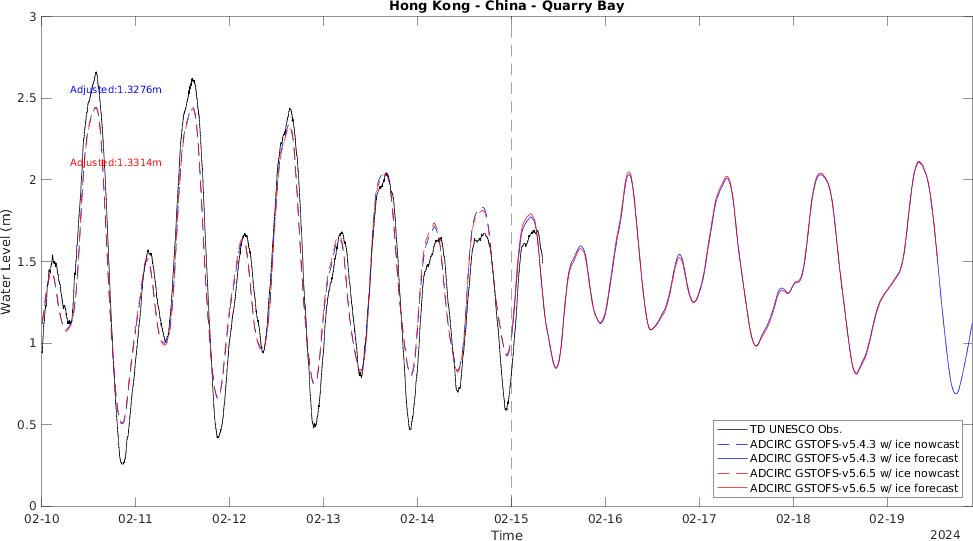 Hong Kong - China - Quarry Bay
3
2.5
2
1.5
1
0.5
0
Water Level (m)
Adjusted:1.3276m
Adjusted:1.3314m
TD UNESCO Obs.
ADCIRC GSTOFS-v5.4.3 w/ ice nowcast
ADCIRC GSTOFS-v5.4.3 w/ ice forecast
ADCIRC GSTOFS-v5.6.5 w/ ice nowcast
ADCIRC GSTOFS-v5.6.5 w/ ice forecast
02-10 02-11 02-12 02-13 02-14 02-15 02-16 02-17 02-18 02-19
Time
2024